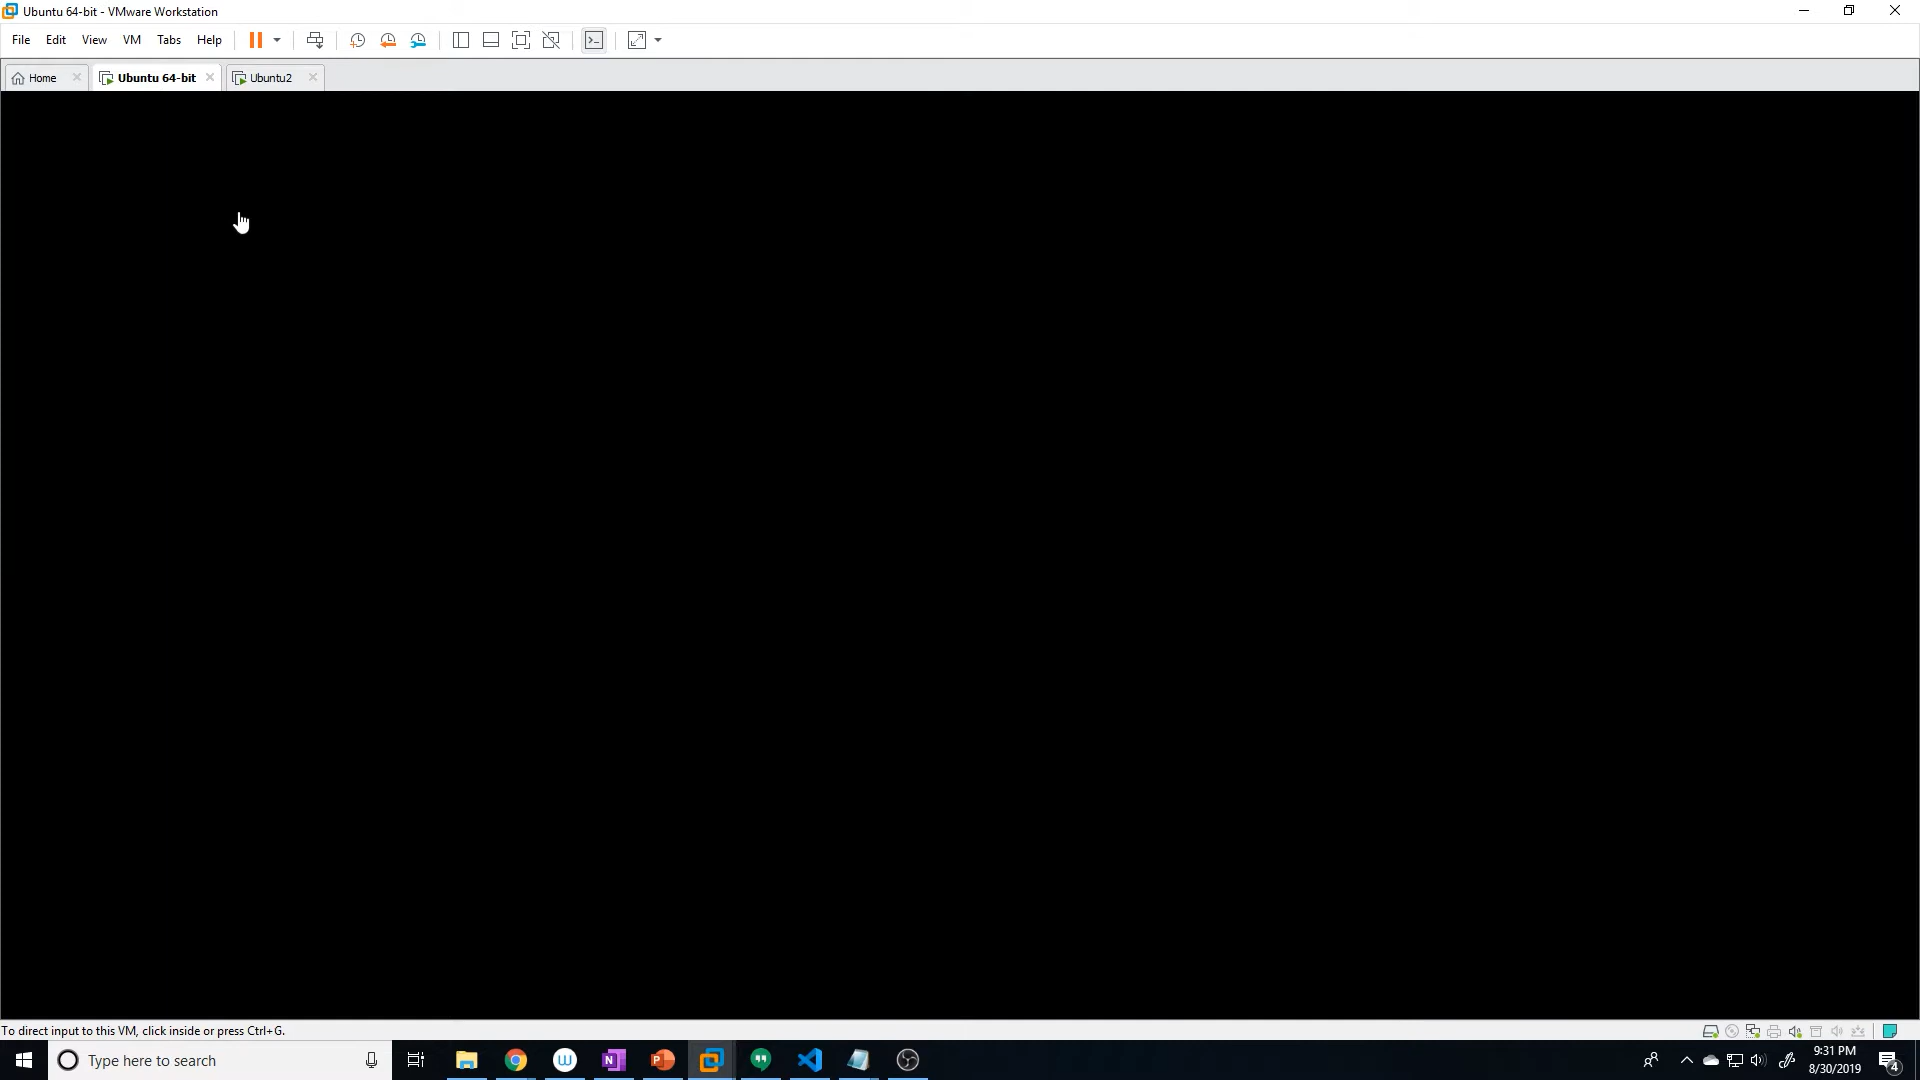 Ubuntu 64-bit - VMware Workstation
File Edit View VM Tabs Help
Home Ubuntu 64-bit Ubuntu2
To direct input to this VM, click inside or press Ctrl+G.
Type here to search
9:31 PM
8/30/2019
4